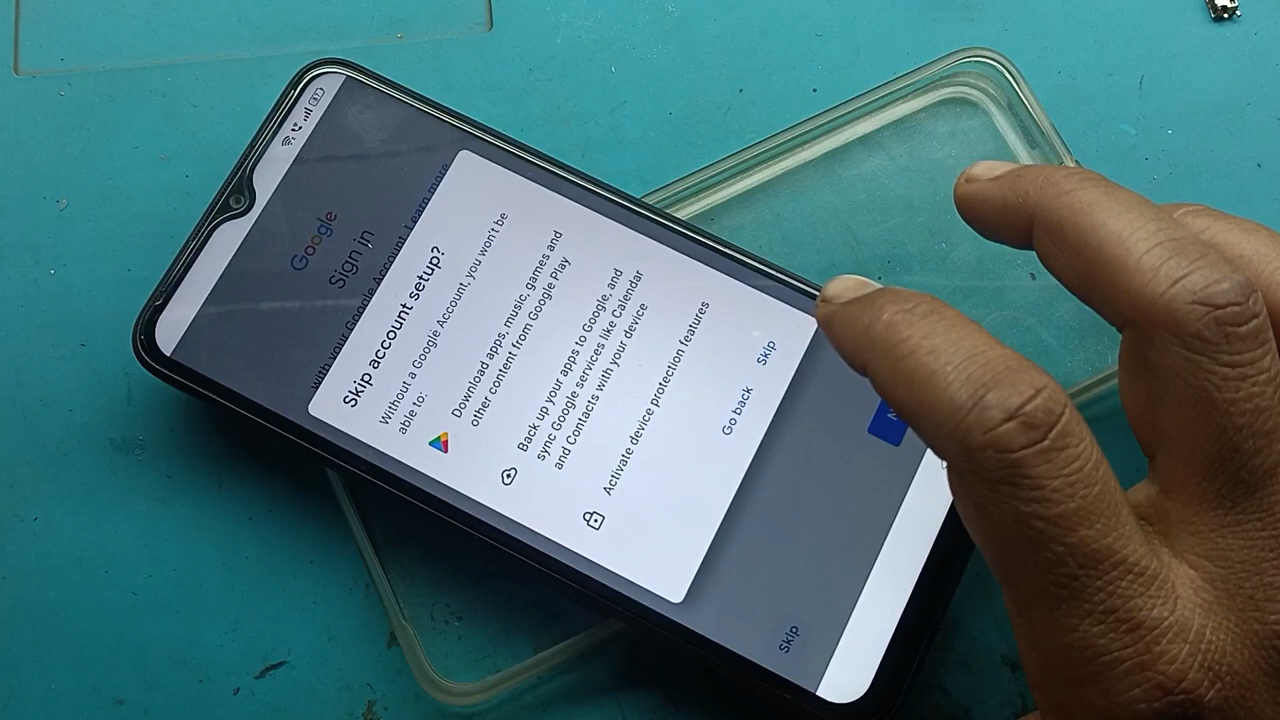 67
Google
Sign in
with your Google Account. Learn more
Skip account setup?
Without a Google Account, you won't be
able to:
Download apps, music, games and
other content from Google Play
Back up your apps to Google, and
sync Google services like Calendar
and Contacts with your device
Activate device protection features
Go back
Skip
Skip
N